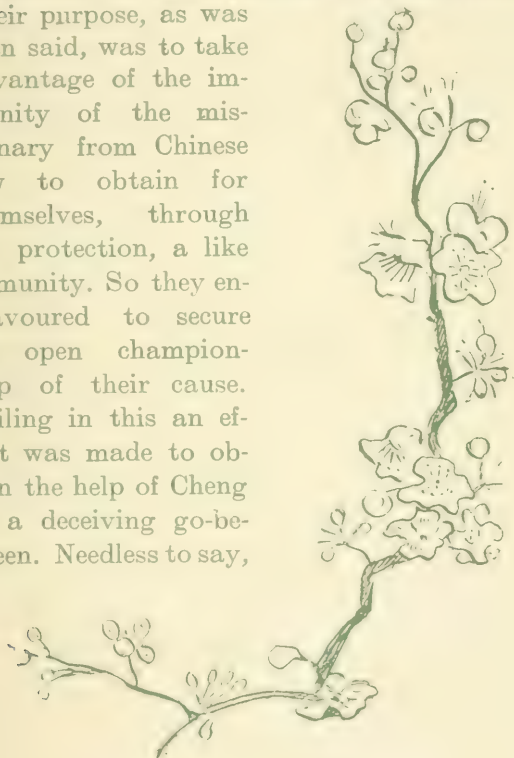 eir purpose, as was
n said, was to take
vantage of the im-
nity of the mis-
nary from Chinese
w to obtain for
mselves, through
protection, a like
munity. So they en-
avoured to secure
open champion-
p of their cause.
iling in this an ef-
t was made to ob-
n the help of Cheng
a deceiving go-be-
een. Needless to say,